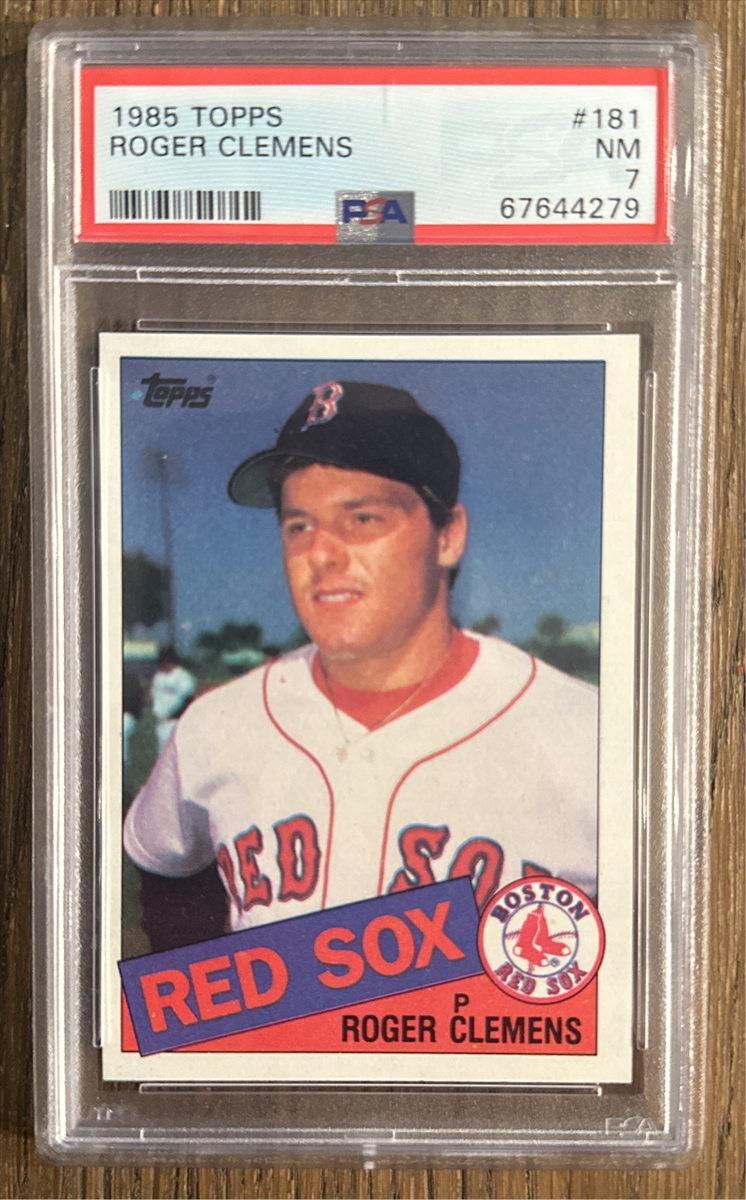 1985 TOPPS #181
ROGER CLEMENS NM
7
PSA 67644279
Topps®
B
RED SO
BOSTON
RED SOX
RED SOX
P
ROGER CLEMENS
PSA